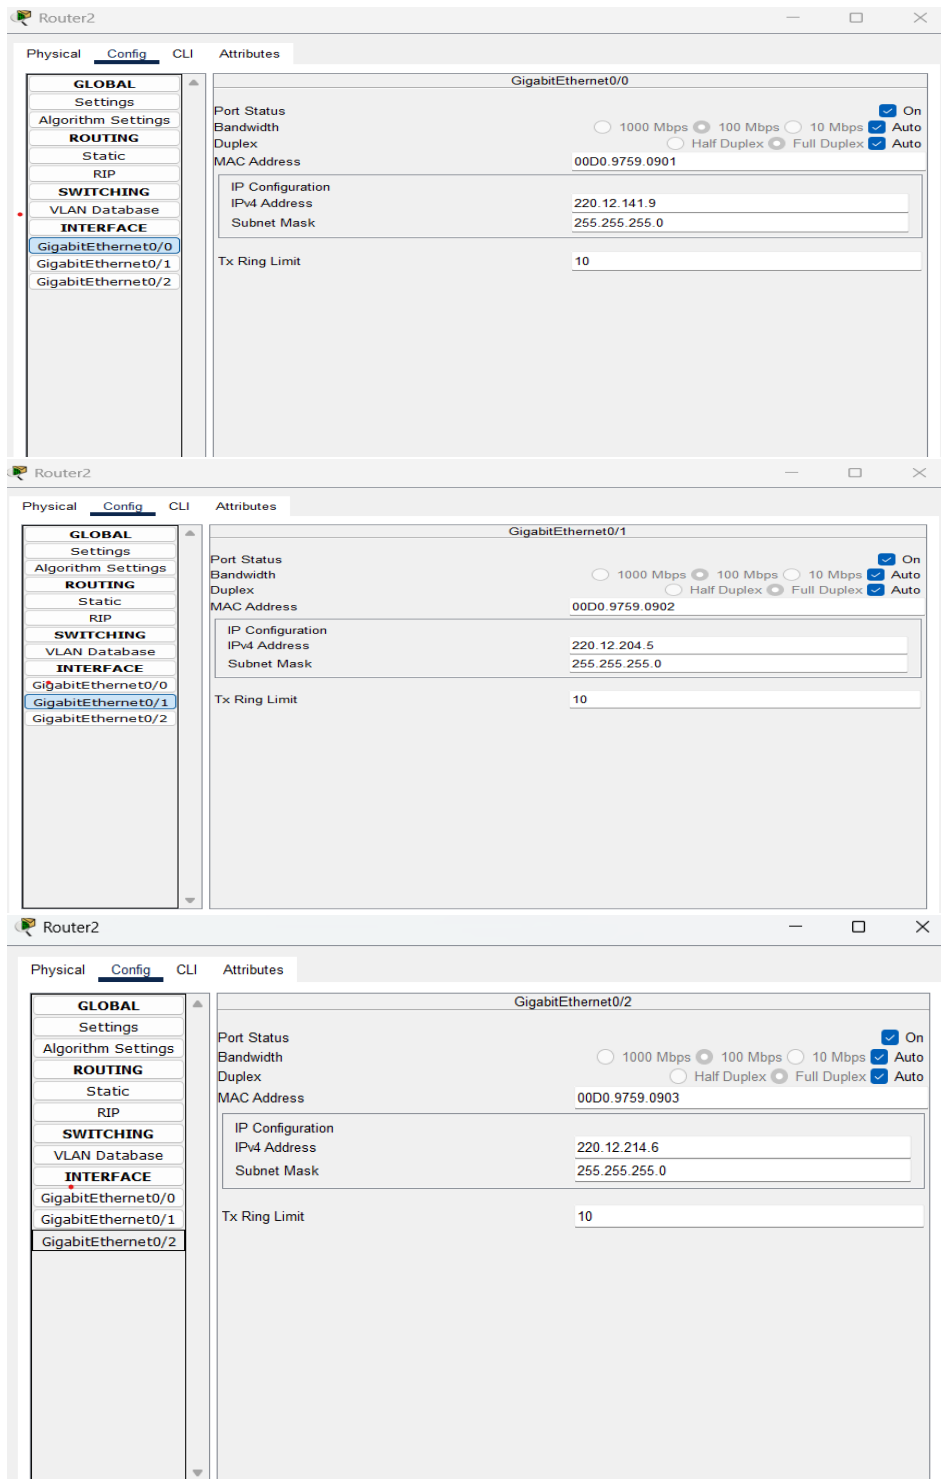 Router2
Physical Config CLI Attributes
GLOBAL
Settings
Algorithm Settings
ROUTING
Static
RIP
SWITCHING
VLAN Database
INTERFACE
GigabitEthernet0/0
GigabitEthernet0/1
GigabitEthernet0/2
GigabitEthernet0/0
Port Status On
Bandwidth 1000 Mbps 100 Mbps 10 Mbps Auto
Duplex Half Duplex Full Duplex Auto
MAC Address 00D0.9759.0901
IP Configuration
IPv4 Address 220.12.141.9
Subnet Mask 255.255.255.0
Tx Ring Limit 10
Router2
Physical Config CLI Attributes
GLOBAL
Settings
Algorithm Settings
ROUTING
Static
RIP
SWITCHING
VLAN Database
INTERFACE
GigabitEthernet0/0
GigabitEthernet0/1
GigabitEthernet0/2
GigabitEthernet0/1
Port Status On
Bandwidth 1000 Mbps 100 Mbps 10 Mbps Auto
Duplex Half Duplex Full Duplex Auto
MAC Address 00D0.9759.0902
IP Configuration
IPv4 Address 220.12.204.5
Subnet Mask 255.255.255.0
Tx Ring Limit 10
Router2
Physical Config CLI Attributes
GLOBAL
Settings
Algorithm Settings
ROUTING
Static
RIP
SWITCHING
VLAN Database
INTERFACE
GigabitEthernet0/0
GigabitEthernet0/1
GigabitEthernet0/2
GigabitEthernet0/2
Port Status On
Bandwidth 1000 Mbps 100 Mbps 10 Mbps Auto
Duplex Half Duplex Full Duplex Auto
MAC Address 00D0.9759.0903
IP Configuration
IPv4 Address 220.12.214.6
Subnet Mask 255.255.255.0
Tx Ring Limit 10